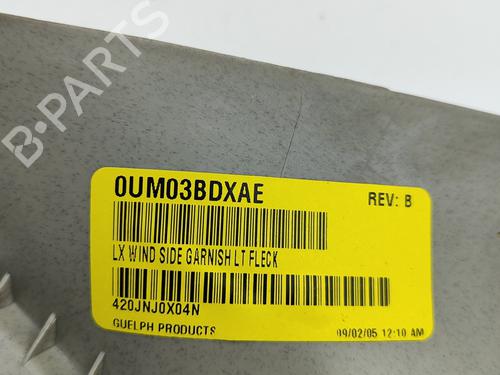 B-PARTS
0UM03BDXAE
REV: B
LX WIND SIDE GARNISH LT FLECK
420JNJ0X04N
GUELPH PRODUCTS
09/02/05 12:10 AM